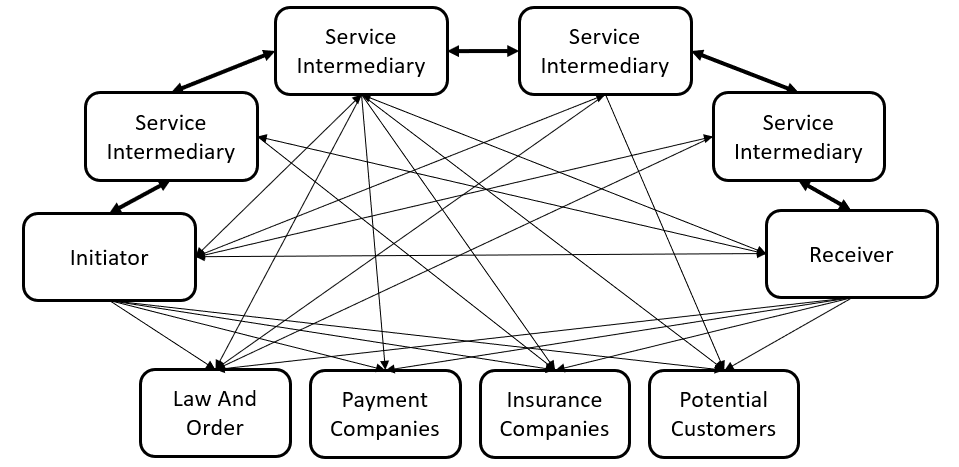 Service
Intermediary
Service
Intermediary
Service
Intermediary
Service
Intermediary
Initiator
Receiver
Law And
Order
Payment
Companies
Insurance
Companies
Potential
Customers